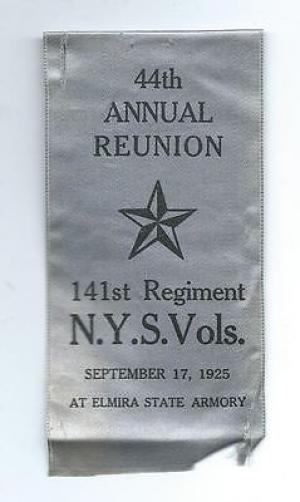 44th
ANNUAL
REUNION
141st Regiment
N.Y.S.Vols.
SEPTEMBER 17, 1925
AT ELMIRA STATE ARMORY